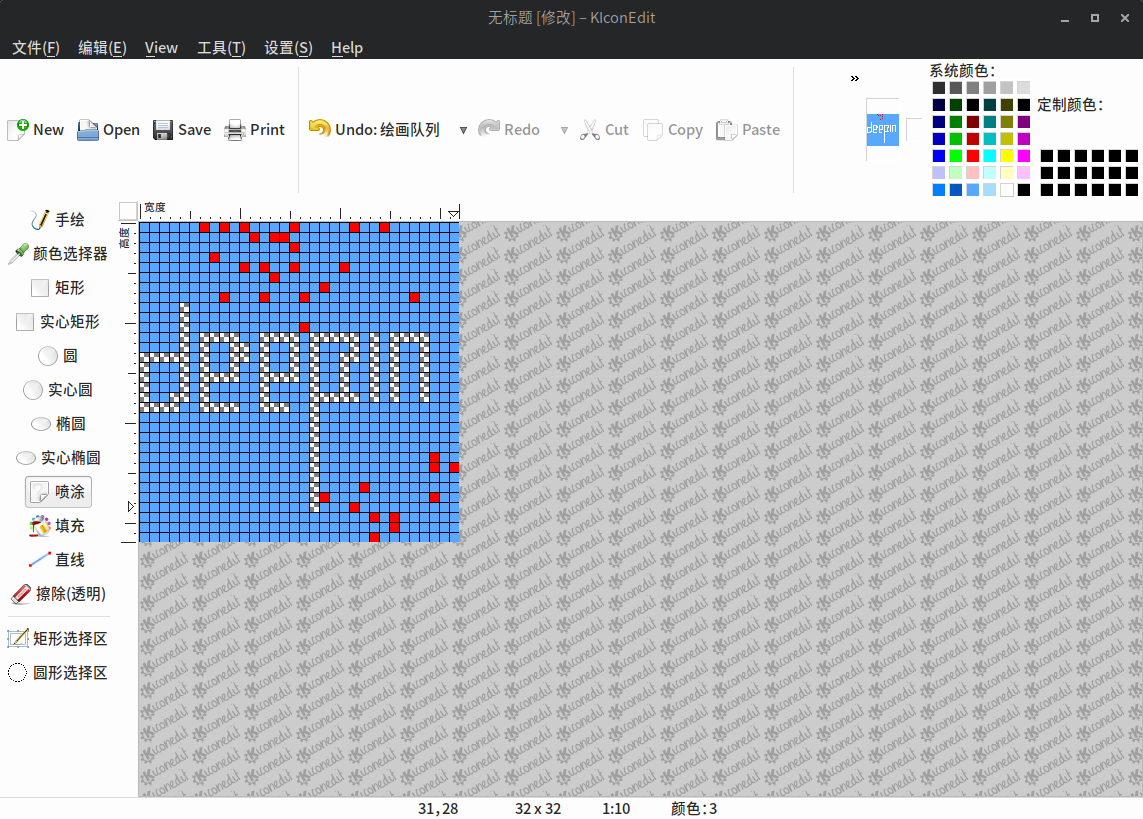 无标题 [修改] – KIconEdit
文件(F) 编辑(E) View 工具(T) 设置(S) Help
系统颜色：
定制颜色：
New Open Save Print Undo: 绘画队列 Redo Cut Copy Paste
deepin
宽度
高度
手绘
颜色选择器
矩形
实心矩形
圆
实心圆
椭圆
实心椭圆
喷涂
填充
直线
擦除(透明)
矩形选择区
圆形选择区
deepin
kiconedit
31,28 32 x 32 1:10 颜色：3